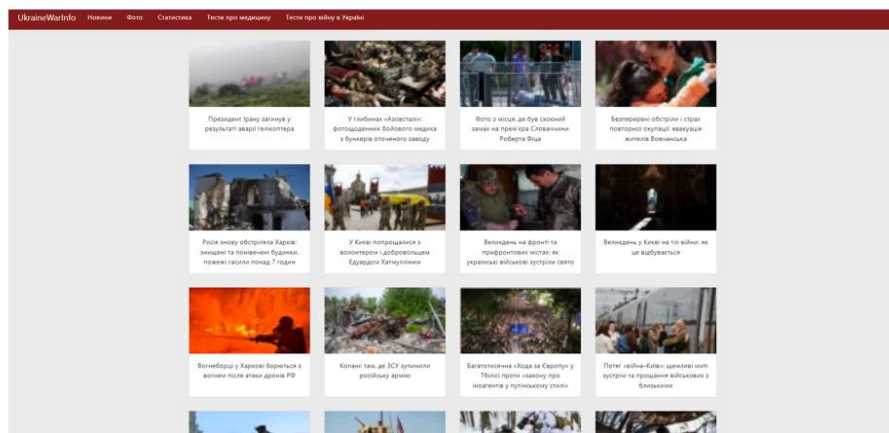 UkraineWarInfo Новини Фото Статистика Тести про медицину Тести про війну в Україні
Президент Ірану загинув у
результаті аварії гелікоптера
У глибинах «Азовсталі»:
фотощоденник бойового медика
з бункерів оточеного заводу
Фото з місця, де був скоєний
замах на прем'єра Словаччини
Роберта Фіца
Безперервні обстріли і страх
повторної окупації: евакуація
жителів Вовчанська
Росія знову обстріляла Харків:
знищені та понівечені будинки,
пожежі гасили понад 7 годин
У Києві попрощалися з
волонтером і добровольцем
Едуардом Хатмулліним
Великдень на фронті та
прифронтових містах: як
українські військові зустріли свято
Великдень у Києві на тлі війни: як
це відбувається
Вогнеборці у Харкові борються з
вогнем після атаки дронів РФ
Копані: там, де ЗСУ зупинили
російську армію
Багатотисячна «Хода за Європу» у
Тбілісі проти «закону про
іноагентів у путінському стилі»
Потяг «війна–Київ»: щемливі миті
зустрічі та прощання військових з
близькими